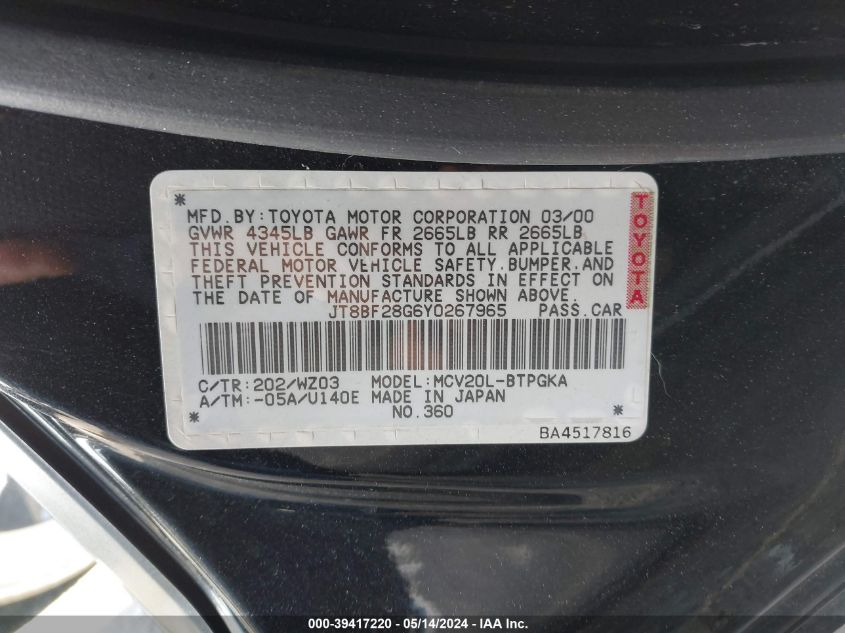 *
MFD. BY: TOYOTA MOTOR CORPORATION 03/00
GVWR 4345LB GAWR FR 2665LB RR 2665LB
THIS VEHICLE CONFORMS TO ALL APPLICABLE
FEDERAL MOTOR VEHICLE SAFETY, BUMPER, AND
THEFT PREVENTION STANDARDS IN EFFECT ON
THE DATE OF MANUFACTURE SHOWN ABOVE.
* JT8BF28G6Y0267965 PASS. CAR
TOYOTA
C/TR: 202/WZ03 MODEL: MCV20L-BTPGKA
A/TM: -05A/U140E MADE IN JAPAN
* NO. 360 *
BA4517816
000-39417220 - 05/14/2024 - IAA Inc.